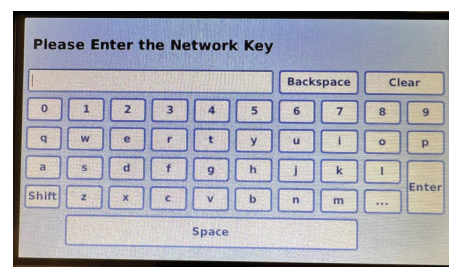 Please Enter the Network Key
Backspace Clear
0 1 2 3 4 5 6 7 8 9
q w e r t y u i o p
a s d f g h j k l Enter
Shift z x c v b n m ...
Space